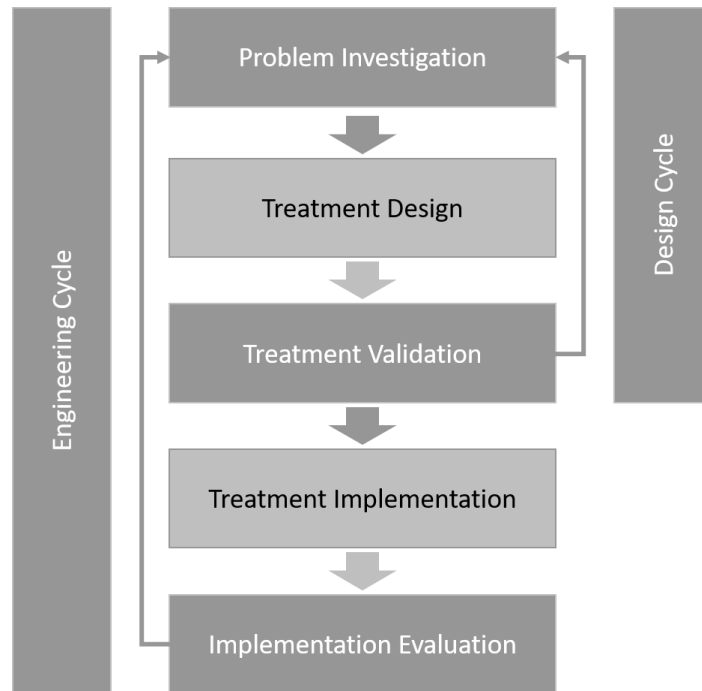 Engineering Cycle
Problem Investigation
Treatment Design
Treatment Validation
Treatment Implementation
Implementation Evaluation
Design Cycle